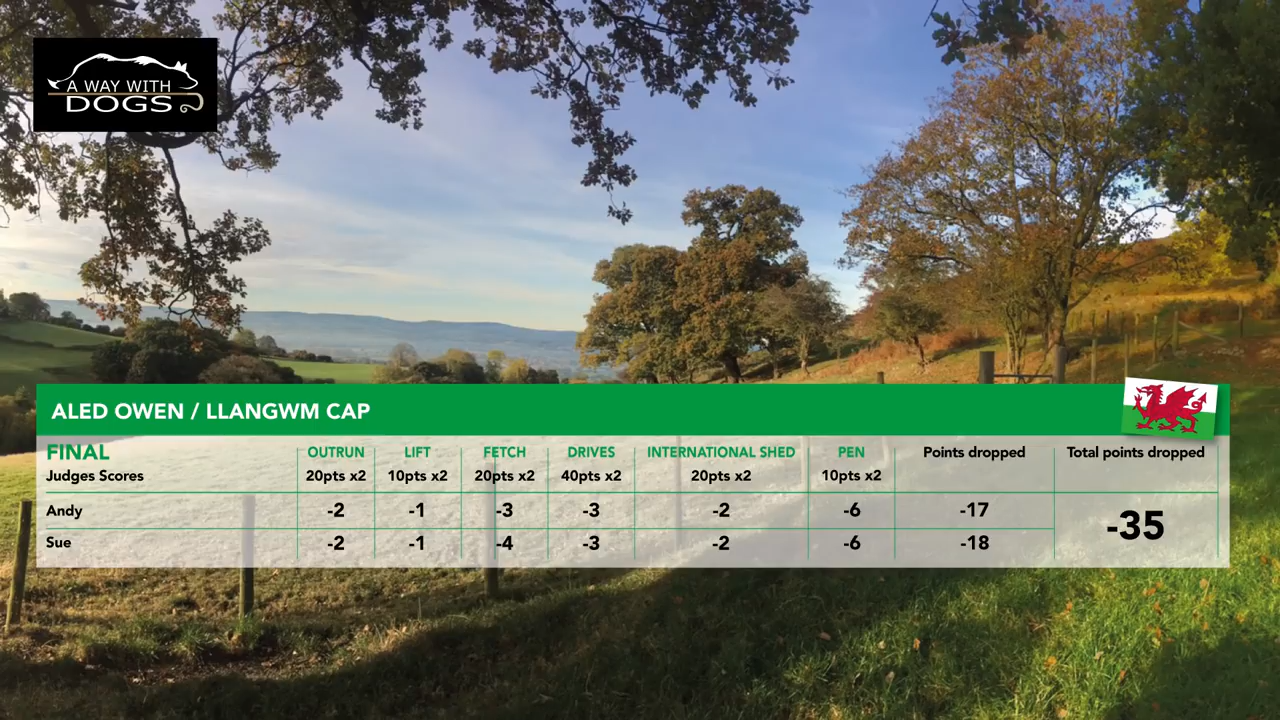 A WAY WITH
DOGS
ALED OWEN / LLANGWM CAP
FINAL OUTRUN LIFT FETCH DRIVES INTERNATIONAL SHED PEN Points dropped Total points dropped
Judges Scores 20pts x2 10pts x2 20pts x2 40pts x2 20pts x2 10pts x2
Andy -2 -1 -3 -3 -2 -6 -17 -35
Sue -2 -1 -4 -3 -2 -6 -18